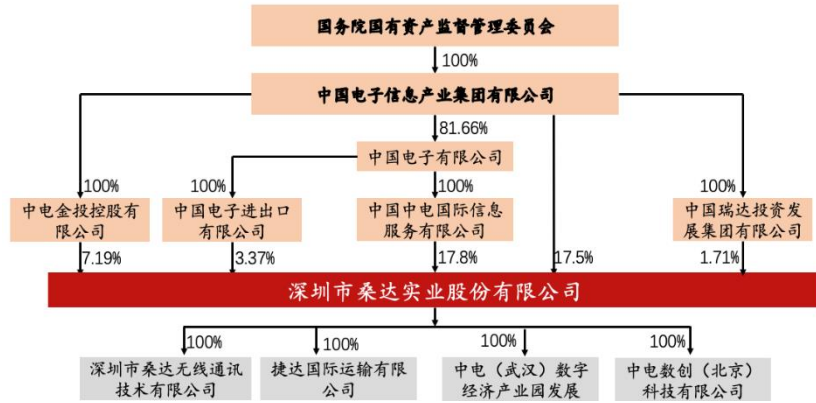 国务院国有资产监督管理委员会
100%
中国电子信息产业集团有限公司
81.66%
中国电子有限公司
100%
100%
100%
100%
中电金投控股有
限公司
中国电子进出口
有限公司
中国中电国际信息
服务有限公司
中国瑞达投资发
展集团有限公司
7.19%
3.37%
17.8%
17.5%
1.71%
深圳市桑达实业股份有限公司
100%
100%
100%
100%
深圳市桑达无线通讯
技术有限公司
捷达国际运输有限
公司
中电（武汉）数字
经济产业园发展
中电数创（北京）
科技有限公司